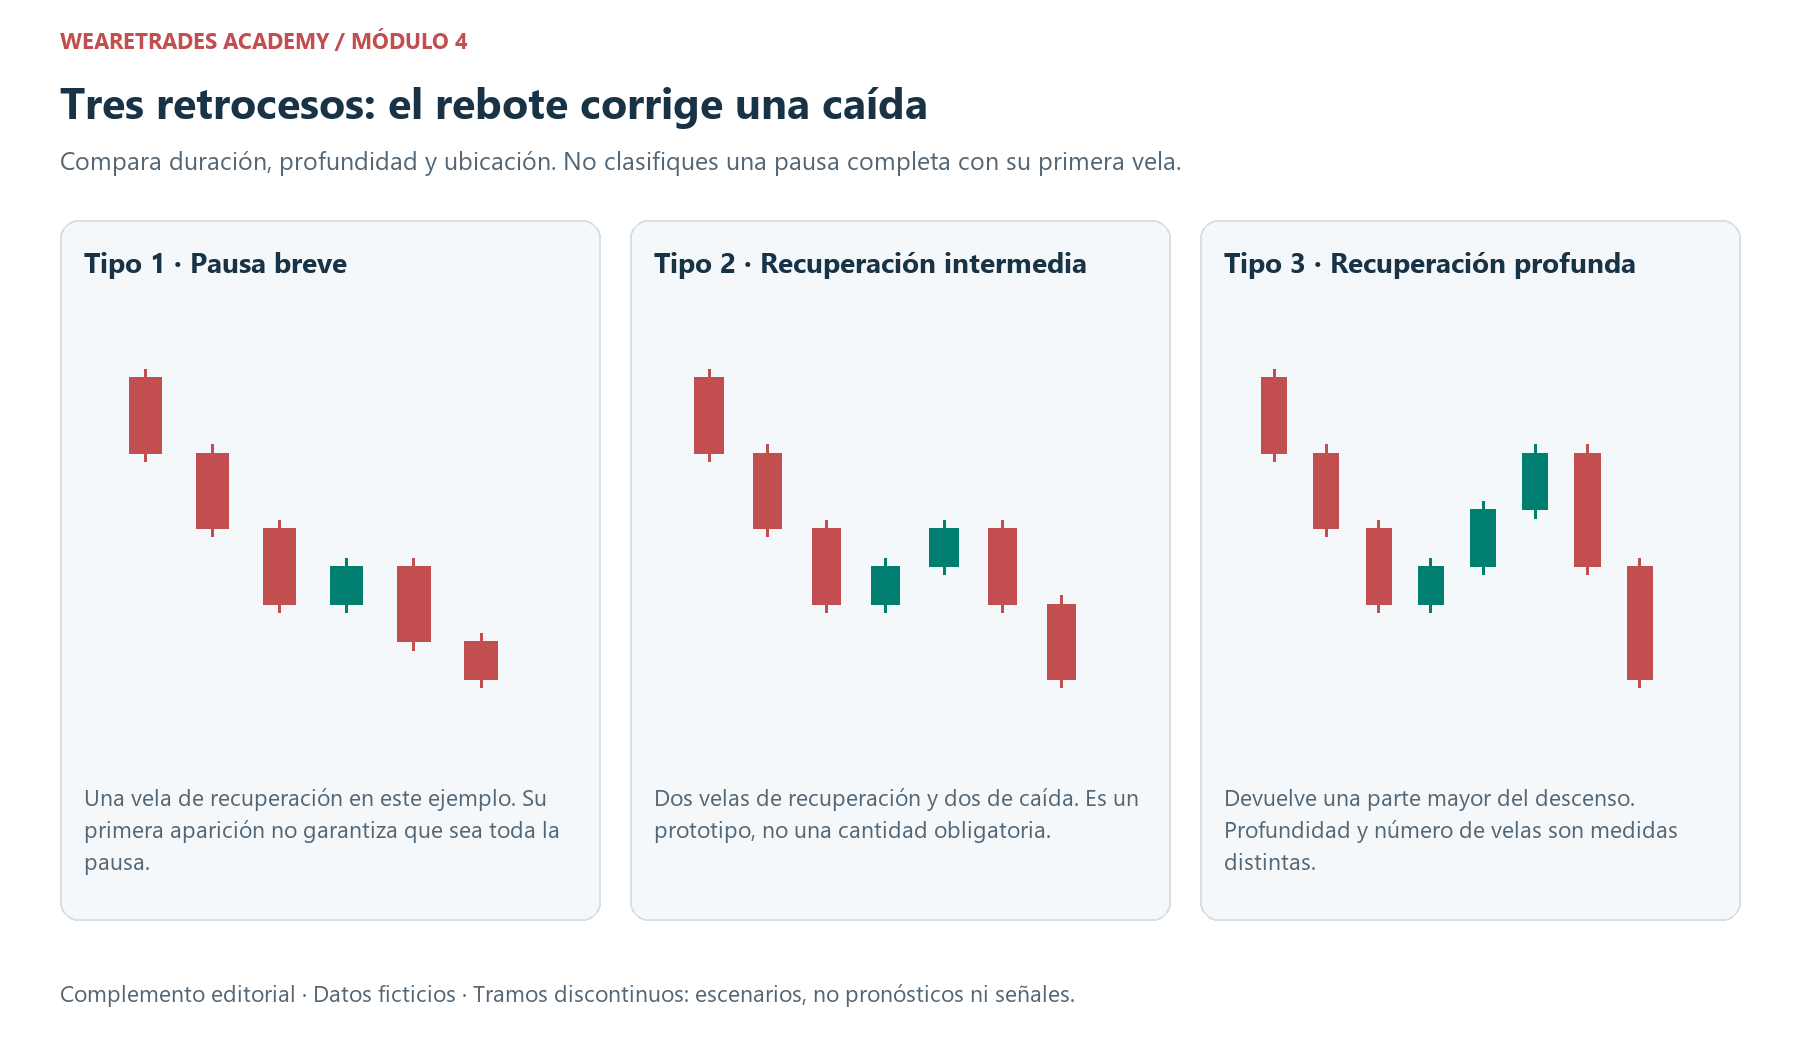 WEARETRADES ACADEMY / MÓDULO 4
Tres retrocesos: el rebote corrige una caída
Compara duración, profundidad y ubicación. No clasifiques una pausa completa con su primera vela.
Tipo 1 · Pausa breve
Una vela de recuperación en este ejemplo. Su
primera aparición no garantiza que sea toda la
pausa.
Tipo 2 · Recuperación intermedia
Dos velas de recuperación y dos de caída. Es un
prototipo, no una cantidad obligatoria.
Tipo 3 · Recuperación profunda
Devuelve una parte mayor del descenso.
Profundidad y número de velas son medidas
distintas.
Complemento editorial · Datos ficticios · Tramos discontinuos: escenarios, no pronósticos ni señales.